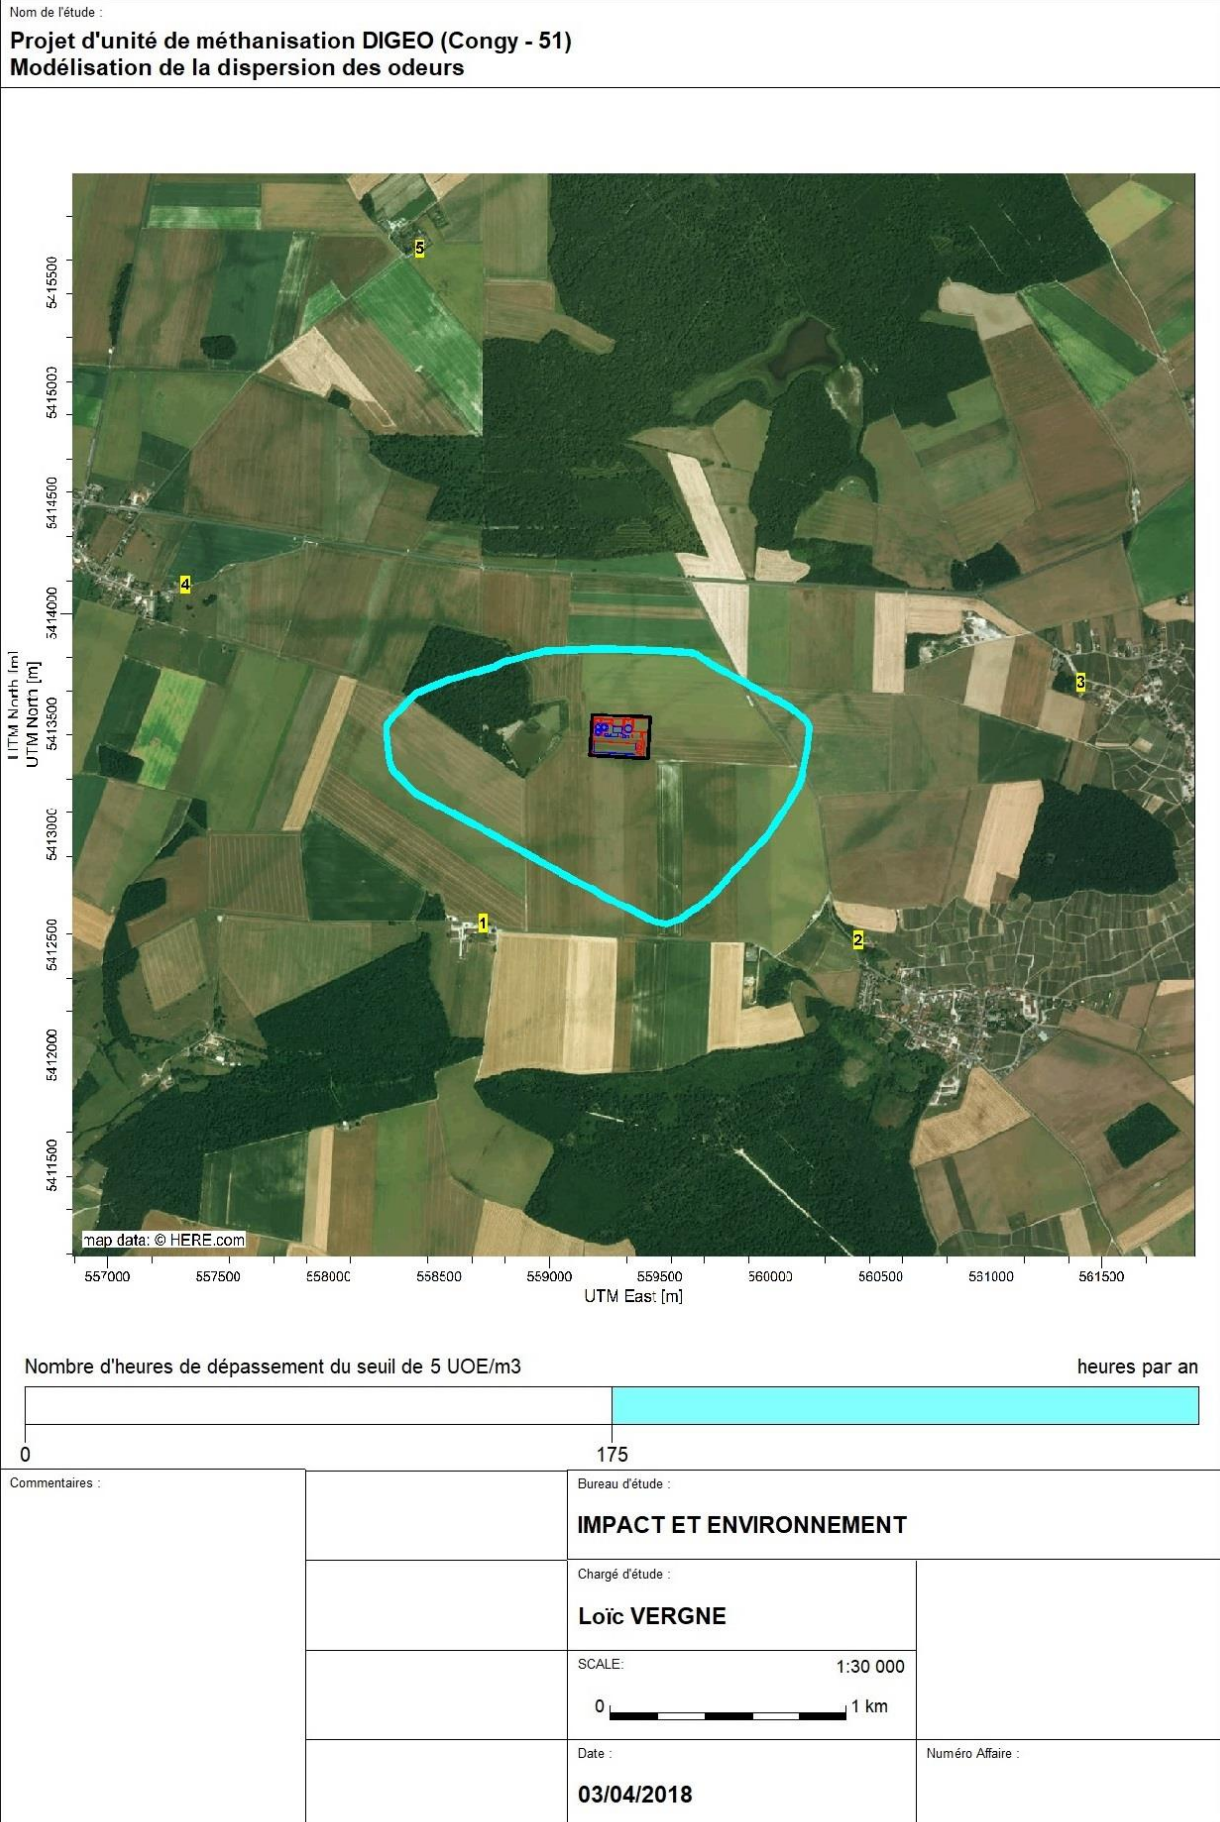 Nom de l'étude :
Projet d'unité de méthanisation DIGEO (Congy - 51)
Modélisation de la dispersion des odeurs
5
4
3
1
2
UTM North [m]
UTM North [m]
5415500
5415000
5414500
5414000
5413500
5413000
5412500
5412000
5411500
map data: © HERE.com
557000 557500 558000 558500 559000 559500 560000 560500 561000 561500
UTM East [m]
Nombre d'heures de dépassement du seuil de 5 UOE/m3 heures par an
0 175
Commentaires :
Bureau d'étude :
IMPACT ET ENVIRONNEMENT
Chargé d'étude :
Loïc VERGNE
SCALE: 1:30 000
0 1 km
Date :
03/04/2018
Numéro Affaire :